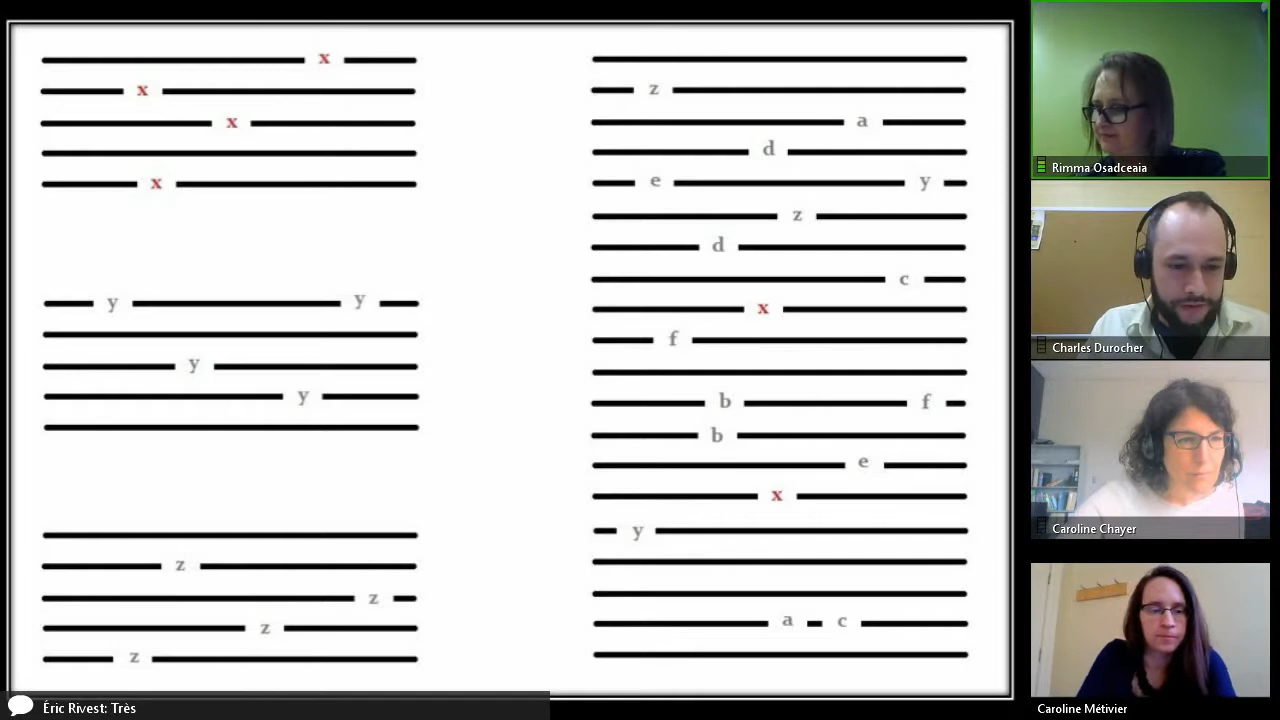 x
x
x
x
y y
y
y
z
z
z
z
z
a
d
e y
z
d
c
x
f
b f
b
e
x
y
a c
Rimma Osadceaia
Charles Durocher
Caroline Chayer
Caroline Métivier
Éric Rivest: Très